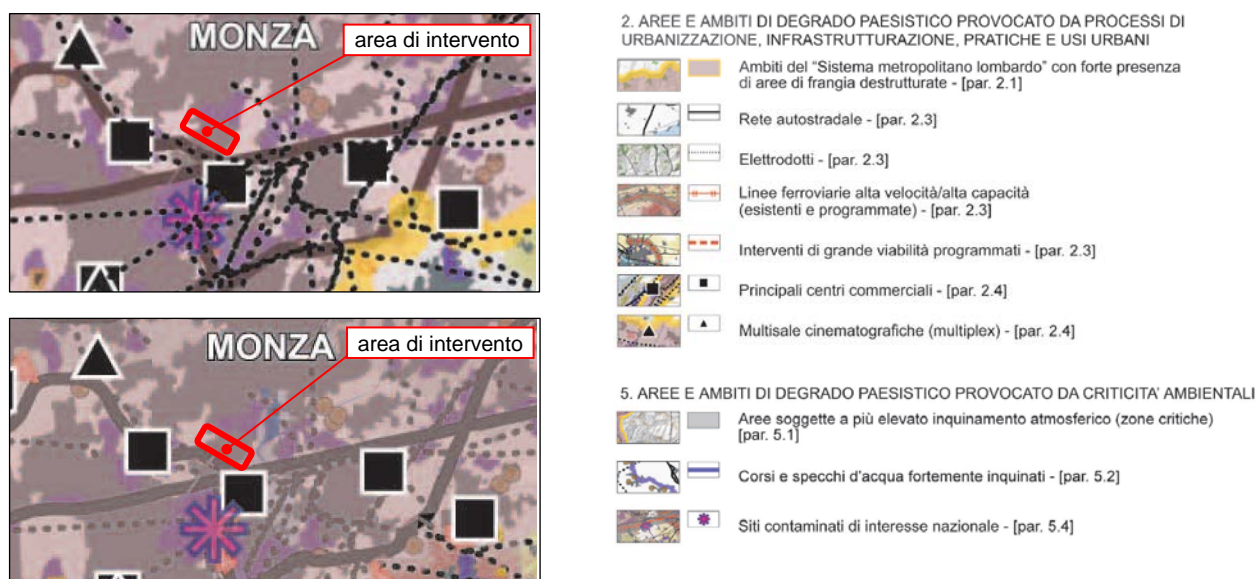 MONZA
area di intervento
MONZA
area di intervento
2. AREE E AMBITI DI DEGRADO PAESISTICO PROVOCATO DA PROCESSI DI
URBANIZZAZIONE, INFRASTRUTTURAZIONE, PRATICHE E USI URBANI
Ambiti del "Sistema metropolitano lombardo" con forte presenza
di aree di frangia destrutturate - [par. 2.1]
Rete autostradale - [par. 2.3]
Elettrodotti - [par. 2.3]
Linee ferroviarie alta velocità/alta capacità
(esistenti e programmate) - [par. 2.3]
Interventi di grande viabilità programmati - [par. 2.3]
Principali centri commerciali - [par. 2.4]
Multisale cinematografiche (multiplex) - [par. 2.4]
5. AREE E AMBITI DI DEGRADO PAESISTICO PROVOCATO DA CRITICITA' AMBIENTALI
Aree soggette a più elevato inquinamento atmosferico (zone critiche)
[par. 5.1]
Corsi e specchi d'acqua fortemente inquinati - [par. 5.2]
Siti contaminati di interesse nazionale - [par. 5.4]